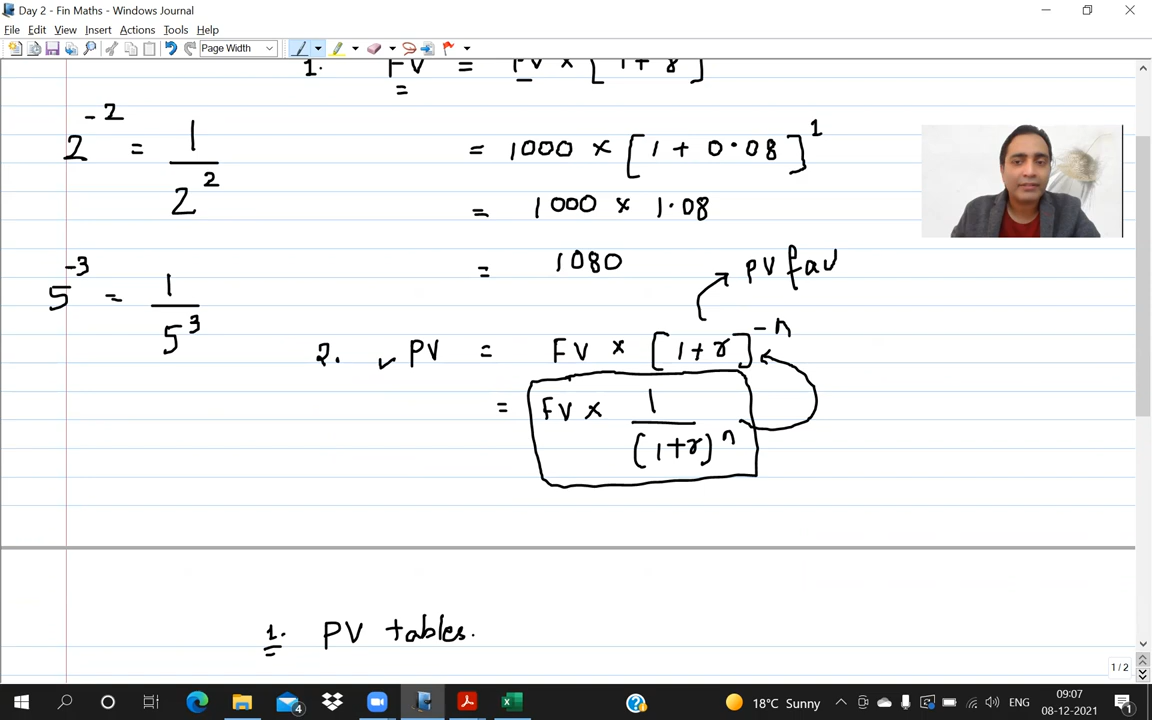 Day 2 - Fin Maths - Windows Journal
File Edit View Insert Actions Tools Help
Page Width
1. FV = PV × [1 + r]
2^-2 = 1/2^2
= 1000 × [1 + 0.08]^1
= 1000 × 1.08
= 1080
PV fav
5^-3 = 1/5^3
2. ✓ PV = FV × [1+r]^-n
= FV × 1/(1+r)^n
1/2
1. PV tables.
4
18°C Sunny
ENG
09:07
08-12-2021
1